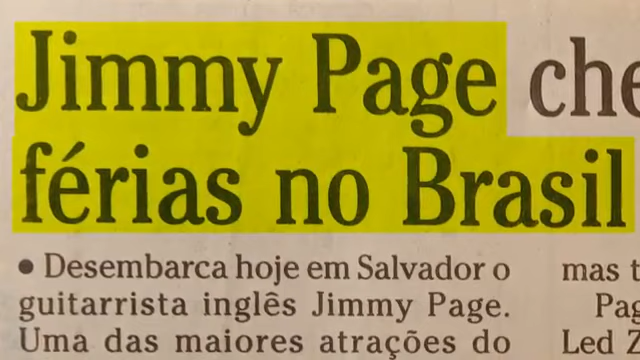 Jimmy Page
férias no Brasil
• Desembarca hoje em Salvador o
guitarrista inglês Jimmy Page.
Uma das maiores atrações do
mas
Led